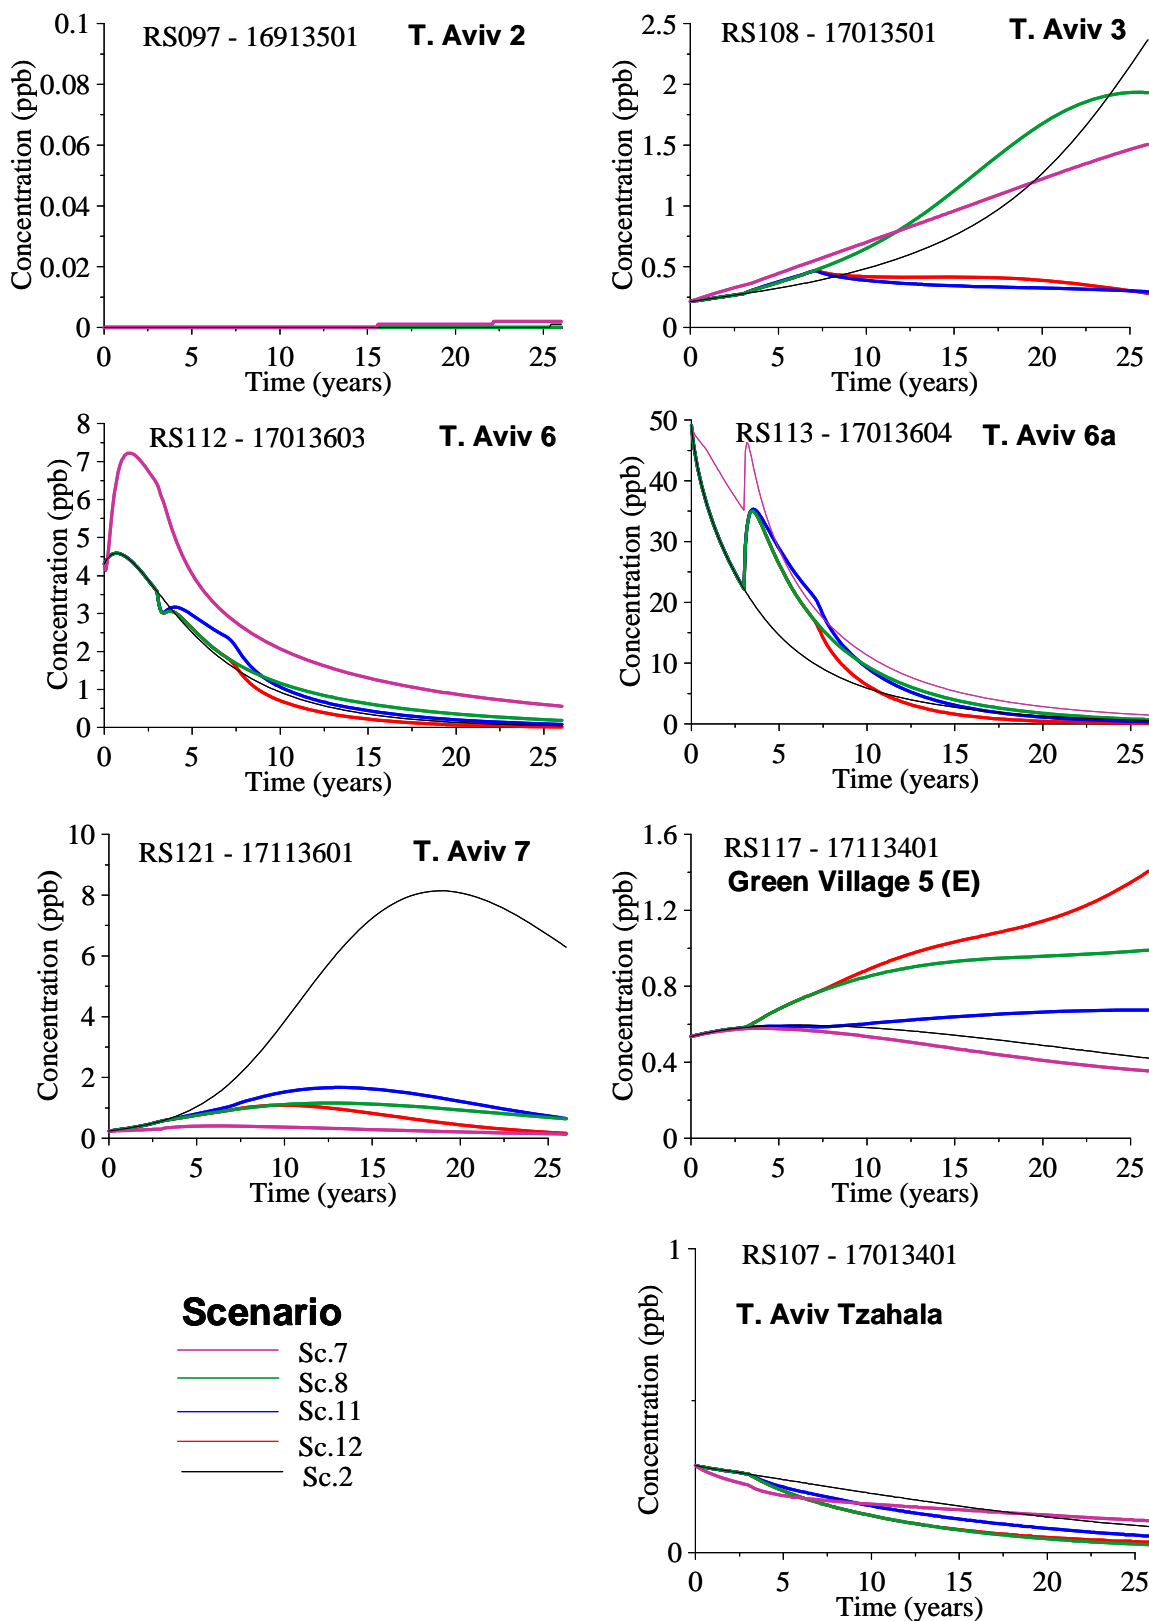 RS097 - 16913501 T. Aviv 2
Concentration (ppb)
0.1
0.08
0.06
0.04
0.02
0
0 5 10 15 20 25
Time (years)
RS108 - 17013501 T. Aviv 3
Concentration (ppb)
2.5
2
1.5
1
0.5
0
0 5 10 15 20 25
Time (years)
RS112 - 17013603 T. Aviv 6
Concentration (ppb)
8
7
6
5
4
3
2
1
0
0 5 10 15 20 25
Time (years)
RS113 - 17013604 T. Aviv 6a
Concentration (ppb)
50
40
30
20
10
0
0 5 10 15 20 25
Time (years)
RS121 - 17113601 T. Aviv 7
Concentration (ppb)
10
8
6
4
2
0
0 5 10 15 20 25
Time (years)
RS117 - 17113401
Green Village 5 (E)
Concentration (ppb)
1.6
1.2
0.8
0.4
0
0 5 10 15 20 25
Time (years)
Scenario
Sc.7
Sc.8
Sc.11
Sc.12
Sc.2
RS107 - 17013401
T. Aviv Tzahala
Concentration (ppb)
1
0
0 5 10 15 20 25
Time (years)